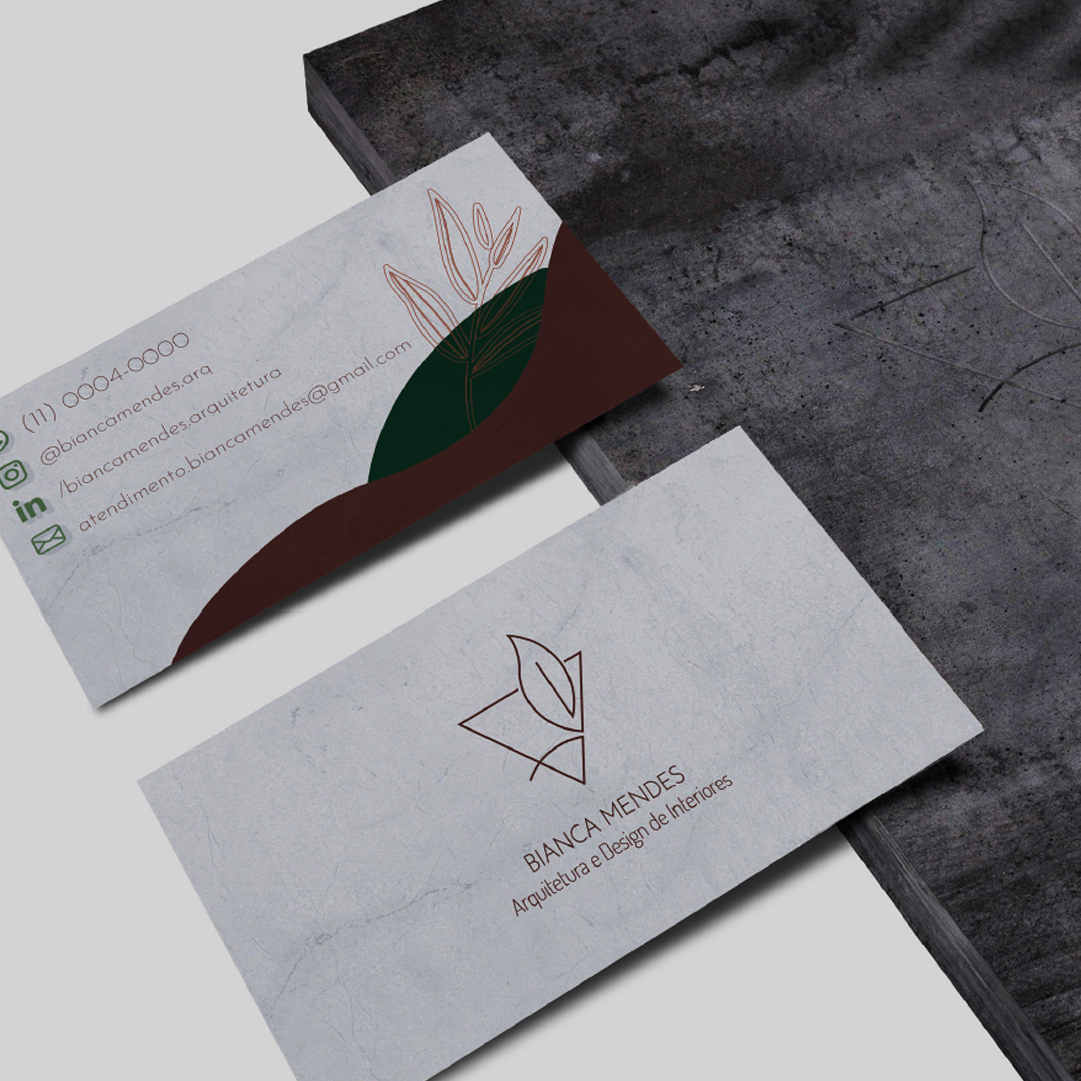 (11) 0004-0000
@biancamendes.arq
/biancamendes.arquitetura
atendimento.biancamendes@gmail.com
BIANCA MENDES
Arquitetura e Design de Interiores